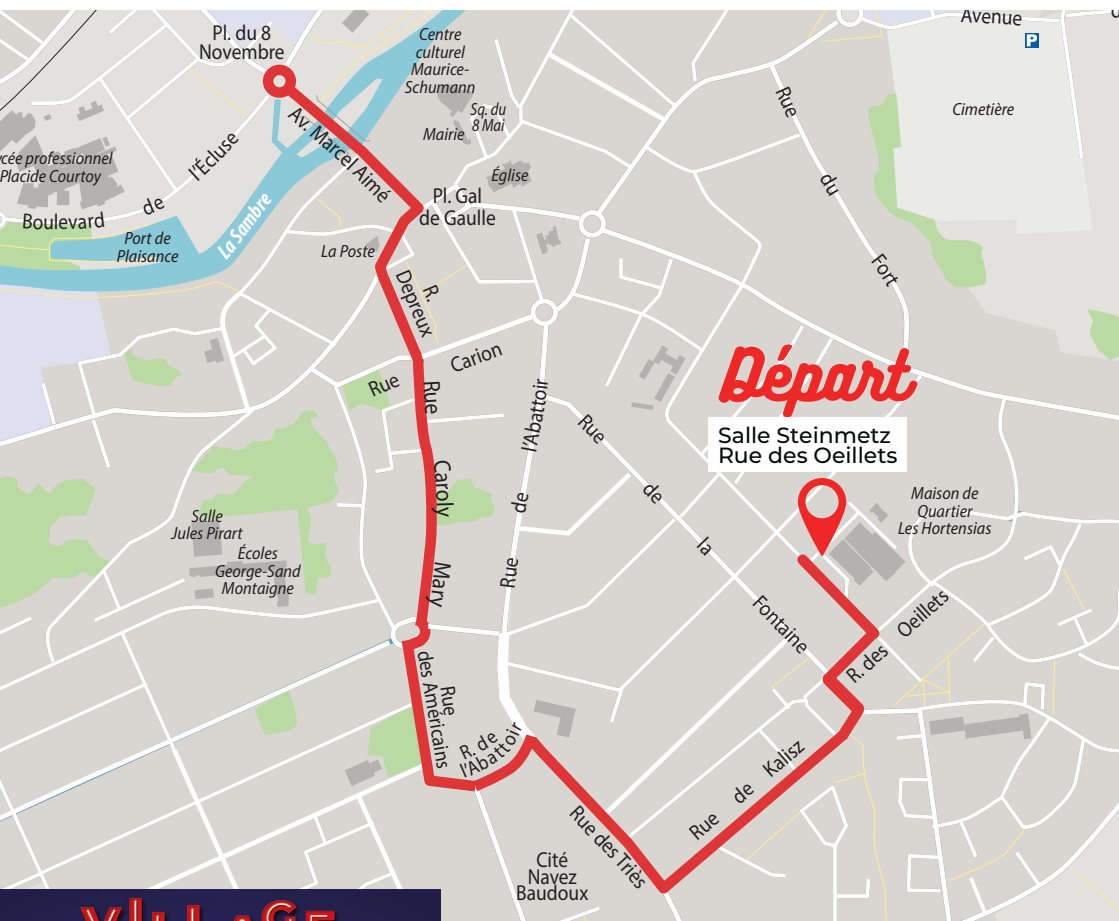 Pl. du 8
Novembre
Centre
culturel
Maurice-
Schumann
Avenue
P
Sq. du
8 Mai
Mairie
Cimetière
Rue du Fort
Av. Marcel Aimé
Placide Courtoy
Boulevard de l'Écluse
Église
Pl. Gal
de Gaulle
La Sambre
Port de
Plaisance
La Poste
R.
Depreux
Rue Carion
Départ
Salle Steinmetz
Rue des Oeillets
Rue Caroly Mary
Rue de l'Abattoir
Rue de la Fontaine
Maison de
Quartier
Les Hortensias
Salle
Jules Pirart
Écoles
George-Sand
Montaigne
R. des Oeillets
Rue
des Américains
R. de
l'Abattoir
Rue de Kalisz
Rue des Triès
Cité
Navez
Baudoux
VILLAGE